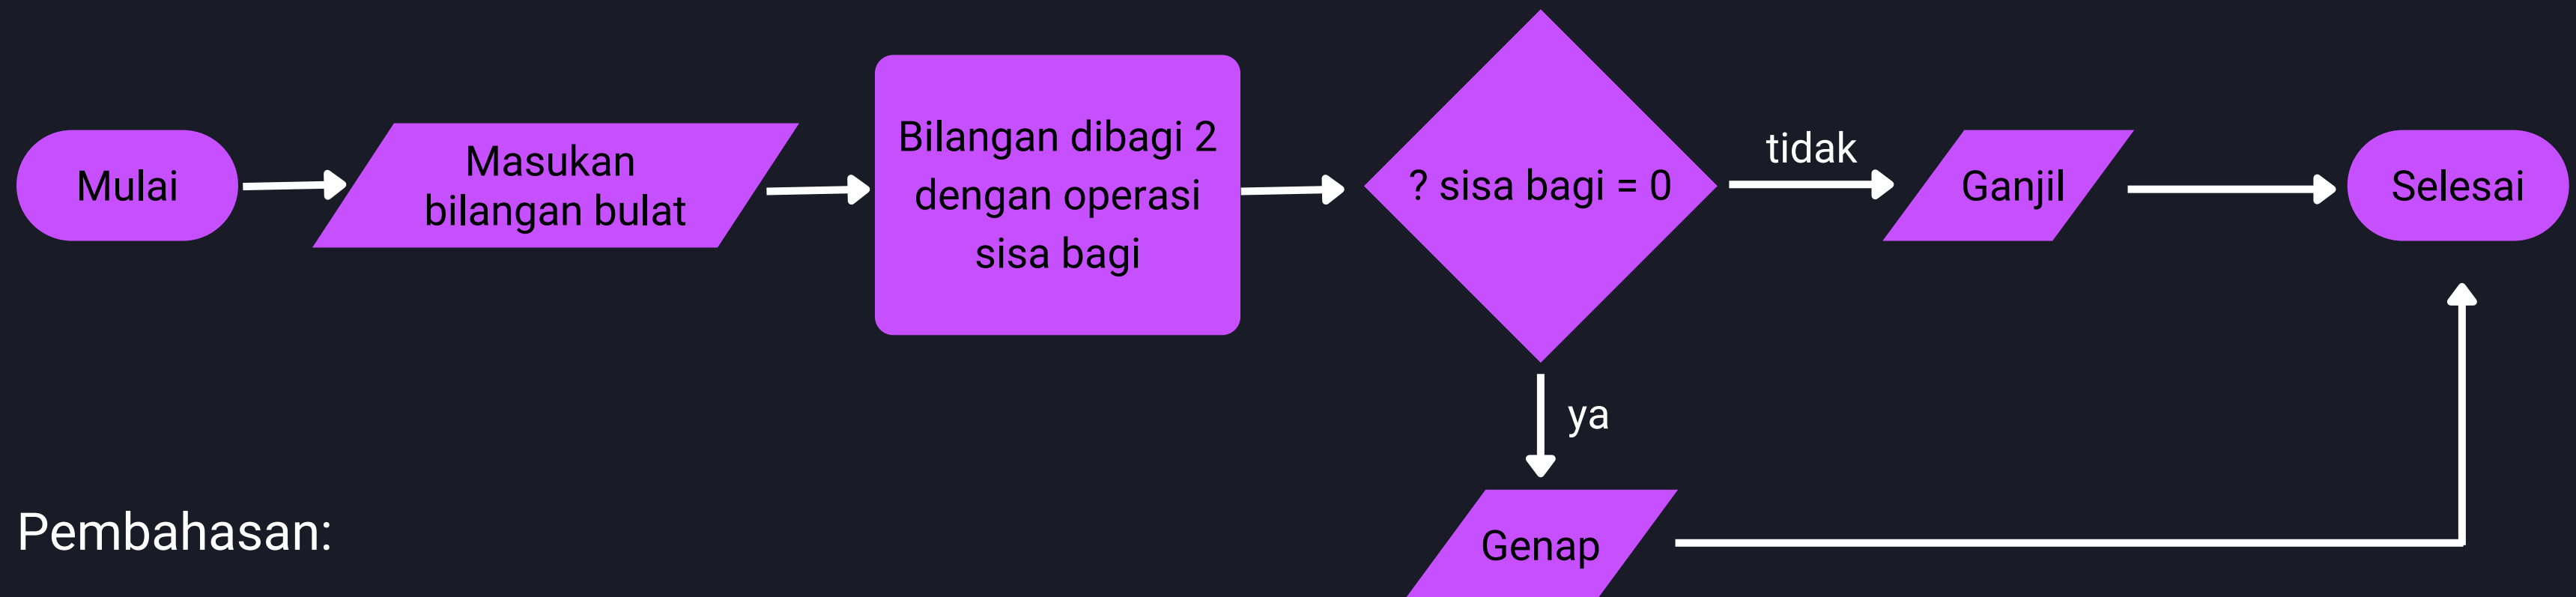 Mulai
Masukan
bilangan bulat
Bilangan dibagi 2
dengan operasi
sisa bagi
? sisa bagi = 0
tidak
Ganjil
Selesai
ya
Genap
Pembahasan: